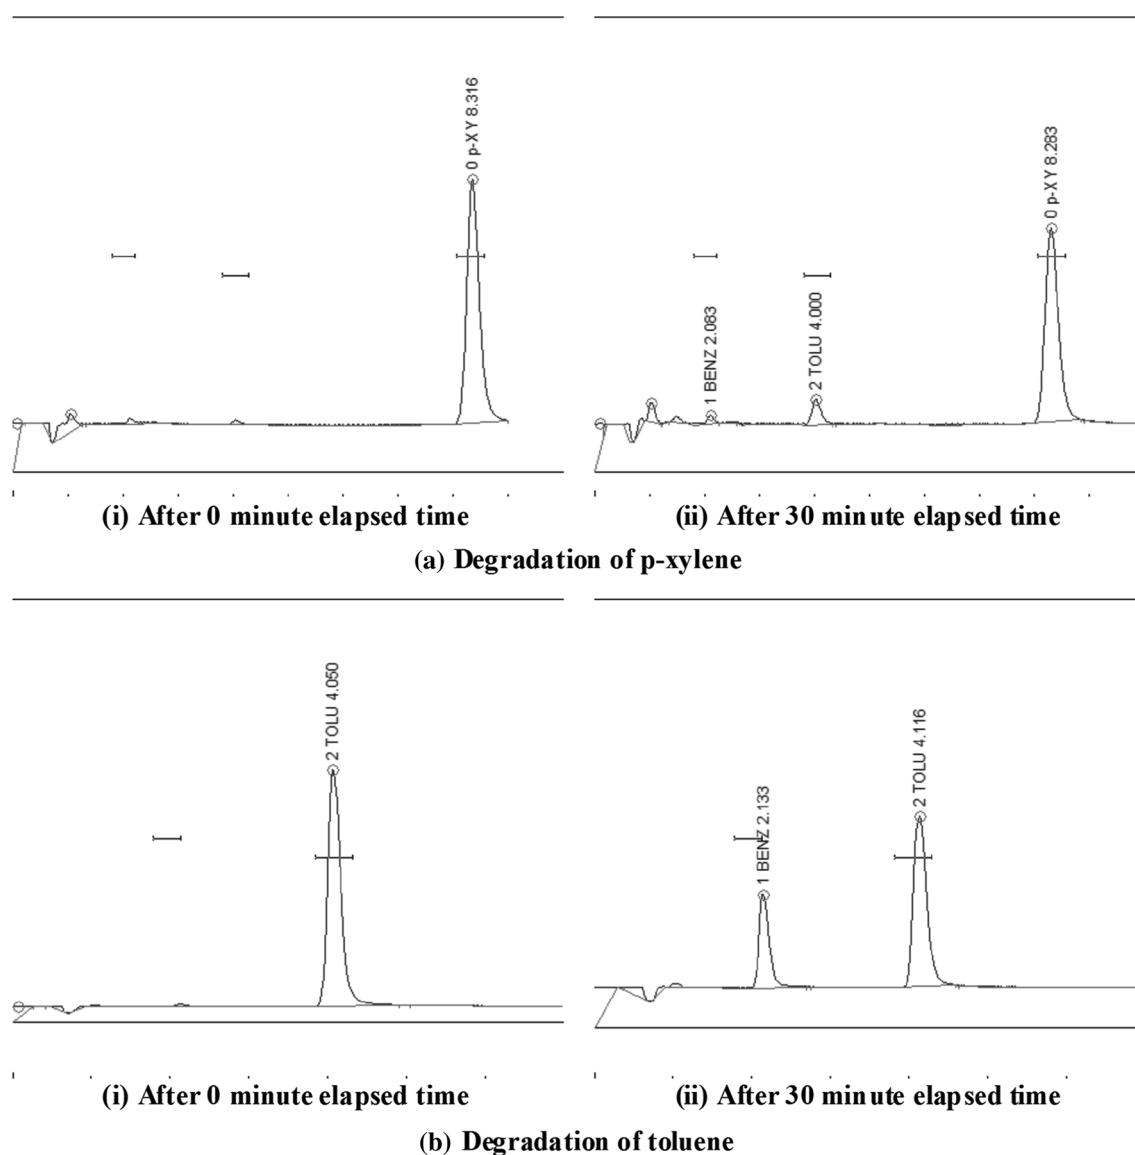 0 p-XY 8.316
1 BENZ 2.083
2 TOLU 4.000
0 p-XY 8.283
(i) After 0 minute elapsed time
(ii) After 30 minute elapsed time
(a) Degradation of p-xylene
2 TOLU 4.050
1 BENZ 2.133
2 TOLU 4.116
(i) After 0 minute elapsed time
(ii) After 30 minute elapsed time
(b) Degradation of toluene